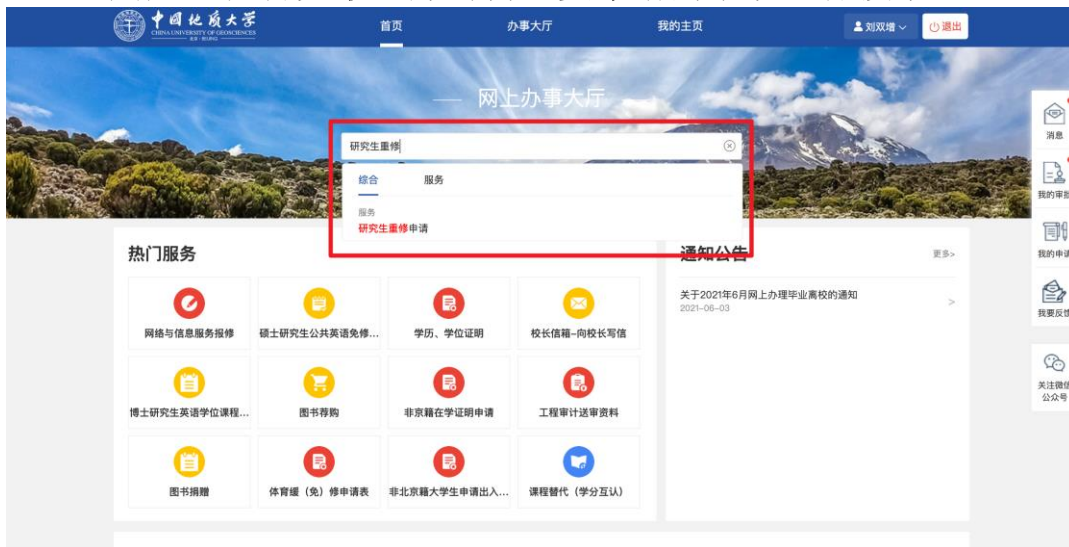 中国地质大学
CHINA UNIVERSITY OF GEOSCIENCES
首页
办事大厅
我的主页
刘双增
退出
网上办事大厅
研究生重修
综合
服务
服务
研究生重修申请
消息
我的审批
我的申请
我要反馈
关注微信
公众号
热门服务
网络与信息服务报修
硕士研究生公共英语免修...
学历、学位证明
校长信箱-向校长写信
博士研究生英语学位课程...
图书荐购
非京籍在学证明申请
工程审计送审资料
图书捐赠
体育缓（免）修申请表
非北京籍大学生申请出入...
课程替代（学分互认）
通知公告
更多>
关于2021年6月网上办理毕业离校的通知
2021-06-03